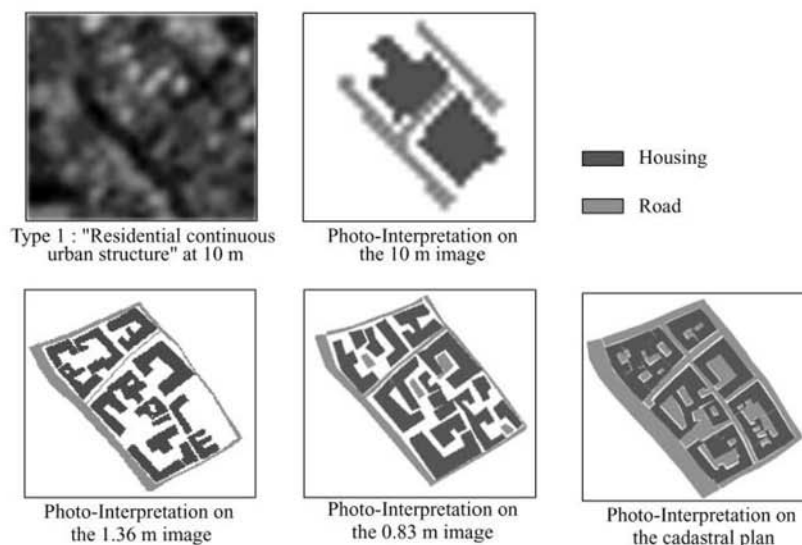 Type 1 : "Residential continuous
urban structure" at 10 m
Photo-Interpretation on
the 10 m image
Housing
Road
Photo-Interpretation on
the 1.36 m image
Photo-Interpretation on
the 0.83 m image
Photo-Interpretation on
the cadastral plan